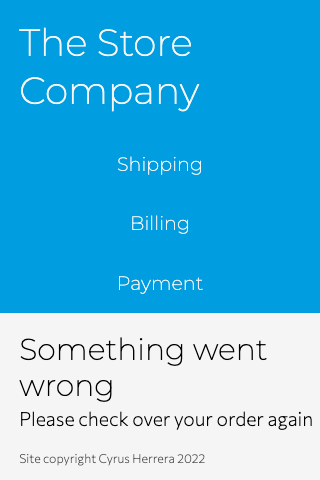 The Store
Company
Shipping
Billing
Payment
Something went
wrong
Please check over your order again
Site copyright Cyrus Herrera 2022